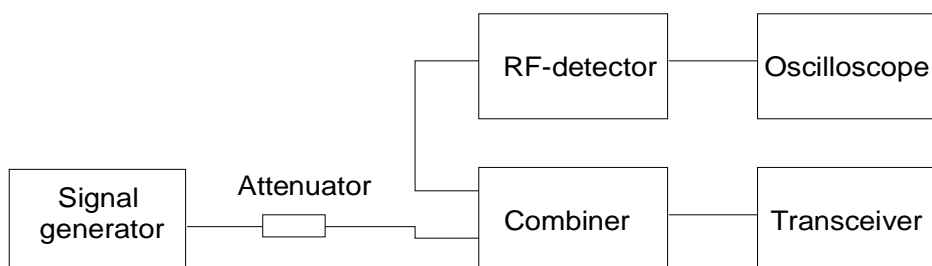 RF-detector
Oscilloscope
Attenuator
Signal
generator
Combiner
Transceiver